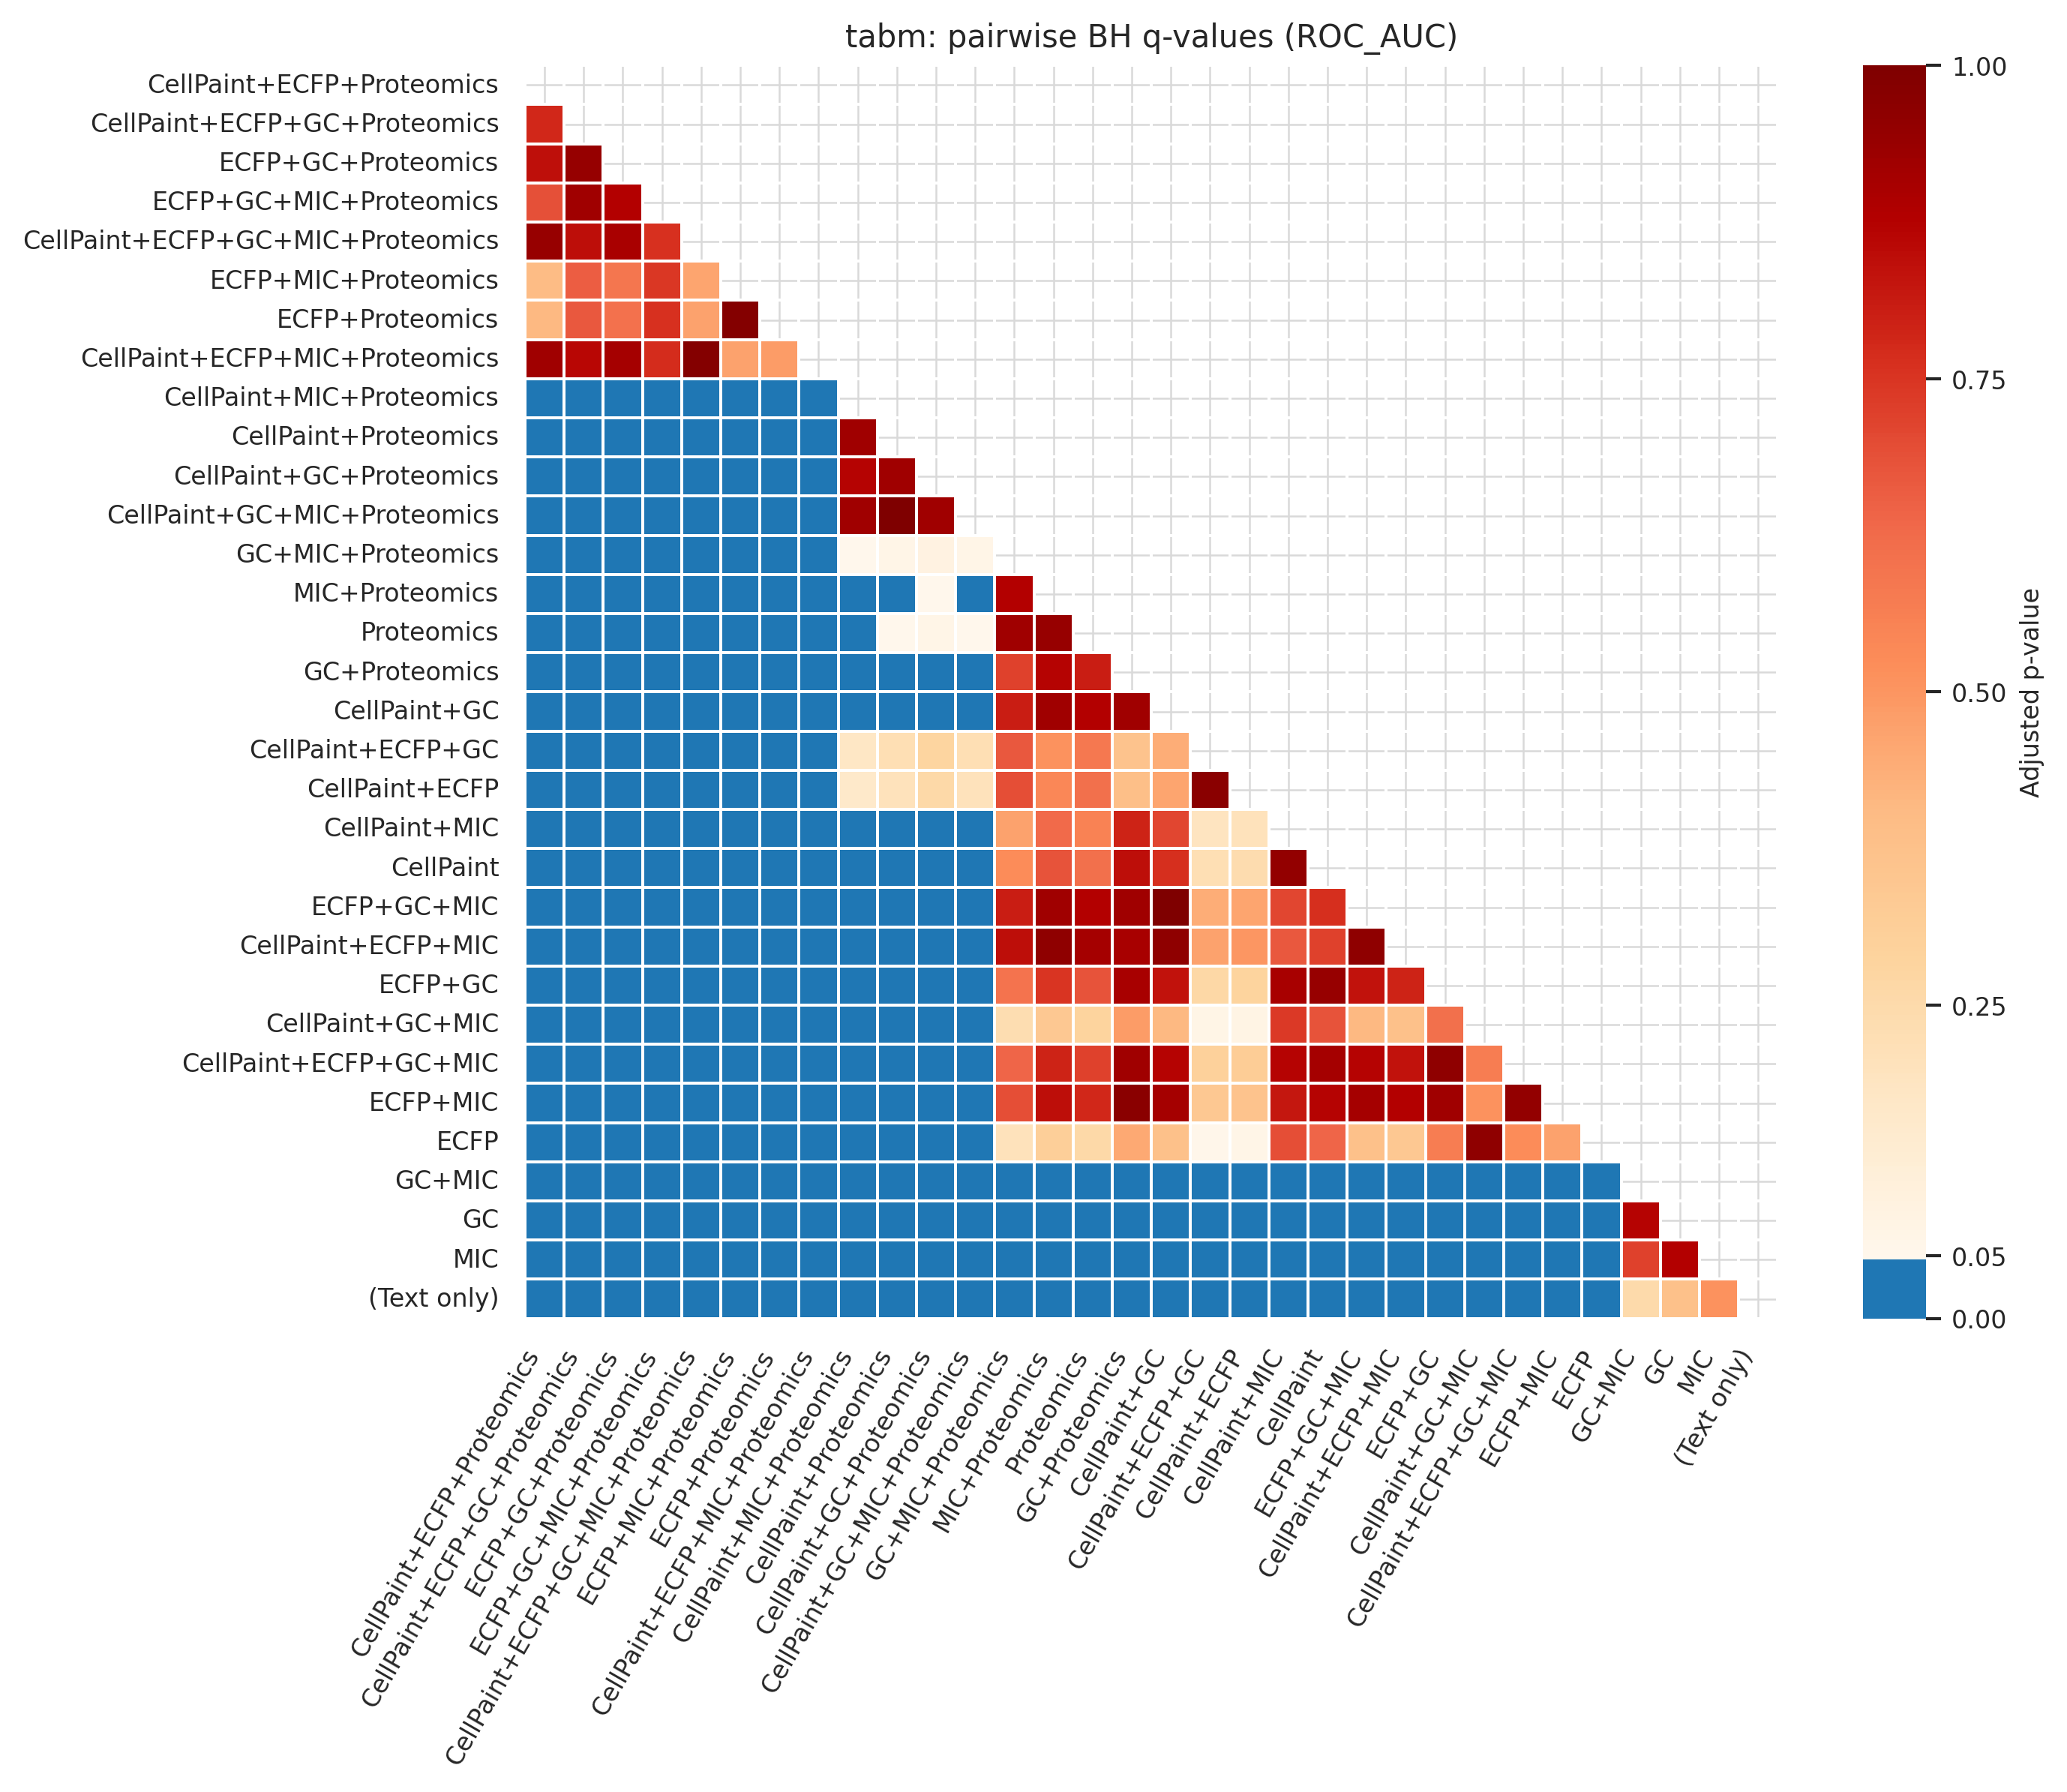 tabm: pairwise BH q-values (ROC_AUC)
CellPaint+ECFP+Proteomics
CellPaint+ECFP+GC+Proteomics
ECFP+GC+Proteomics
ECFP+GC+MIC+Proteomics
CellPaint+ECFP+GC+MIC+Proteomics
ECFP+MIC+Proteomics
ECFP+Proteomics
CellPaint+ECFP+MIC+Proteomics
CellPaint+MIC+Proteomics
CellPaint+Proteomics
CellPaint+GC+Proteomics
CellPaint+GC+MIC+Proteomics
GC+MIC+Proteomics
MIC+Proteomics
Proteomics
GC+Proteomics
CellPaint+GC
CellPaint+ECFP+GC
CellPaint+ECFP
CellPaint+MIC
CellPaint
ECFP+GC+MIC
CellPaint+ECFP+MIC
ECFP+GC
CellPaint+GC+MIC
CellPaint+ECFP+GC+MIC
ECFP+MIC
ECFP
GC+MIC
GC
MIC
(Text only)
CellPaint+ECFP+Proteomics
CellPaint+ECFP+GC+Proteomics
ECFP+GC+Proteomics
ECFP+GC+MIC+Proteomics
CellPaint+ECFP+GC+MIC+Proteomics
ECFP+MIC+Proteomics
ECFP+Proteomics
CellPaint+ECFP+MIC+Proteomics
CellPaint+MIC+Proteomics
CellPaint+Proteomics
CellPaint+GC+Proteomics
CellPaint+GC+MIC+Proteomics
GC+MIC+Proteomics
MIC+Proteomics
Proteomics
GC+Proteomics
CellPaint+GC
CellPaint+ECFP+GC
CellPaint+ECFP
CellPaint+MIC
CellPaint
ECFP+GC+MIC
CellPaint+ECFP+MIC
ECFP+GC
CellPaint+GC+MIC
CellPaint+ECFP+GC+MIC
ECFP+MIC
ECFP
GC+MIC
GC
MIC
(Text only)
1.00
0.75
0.50
0.25
0.05
0.00
Adjusted p-value